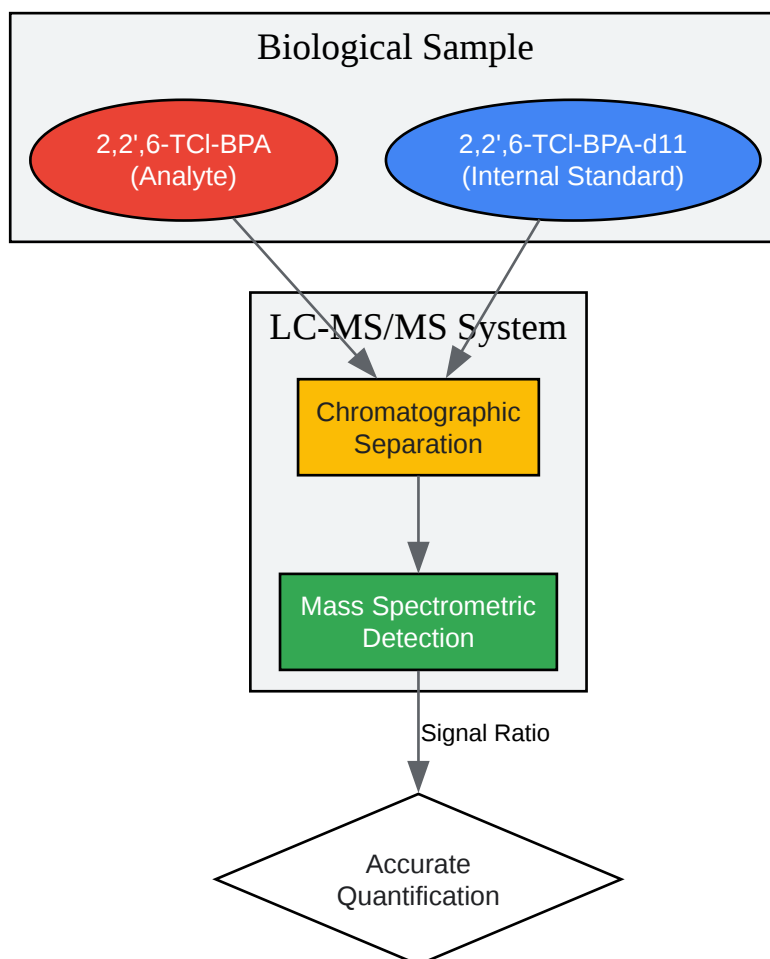 Biological Sample
2,2',6-TCl-BPA
(Analyte)
2,2',6-TCl-BPA-d11
(Internal Standard)
LC-MS/MS System
Chromatographic
Separation
Mass Spectrometric
Detection
Signal Ratio
Accurate
Quantification